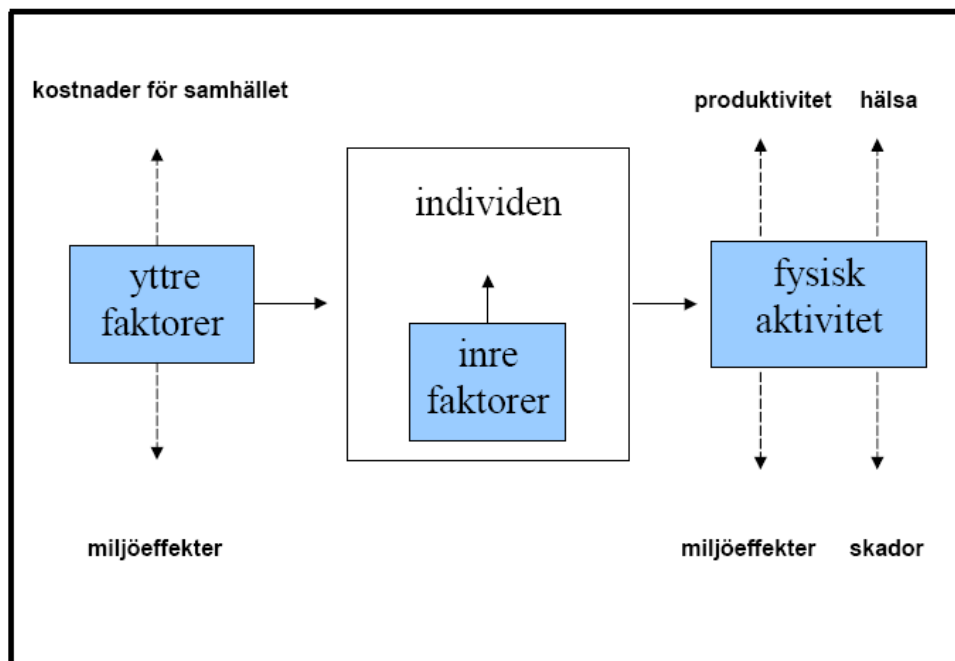 kostnader för samhället
produktivitet
hälsa
individen
yttre
faktorer
inre
faktorer
fysisk
aktivitet
miljöeffekter
miljöeffekter
skador